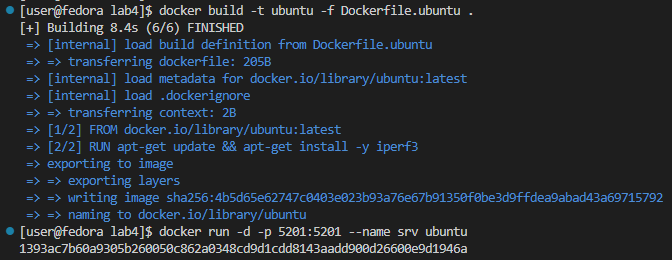 [user@fedora lab4]$ docker build -t ubuntu -f Dockerfile.ubuntu .
[+] Building 8.4s (6/6) FINISHED
=> [internal] load build definition from Dockerfile.ubuntu
=> => transferring dockerfile: 205B
=> [internal] load metadata for docker.io/library/ubuntu:latest
=> [internal] load .dockerignore
=> => transferring context: 2B
=> [1/2] FROM docker.io/library/ubuntu:latest
=> [2/2] RUN apt-get update && apt-get install -y iperf3
=> exporting to image
=> => exporting layers
=> => writing image sha256:4b5d65e62747c0403e023b93a76e67b91350f0be3d9ffdea9abad43a69715792
=> => naming to docker.io/library/ubuntu
[user@fedora lab4]$ docker run -d -p 5201:5201 --name srv ubuntu
1393ac7b60a9305b260050c862a0348cd9d1cdd8143aadd900d26600e9d1946a